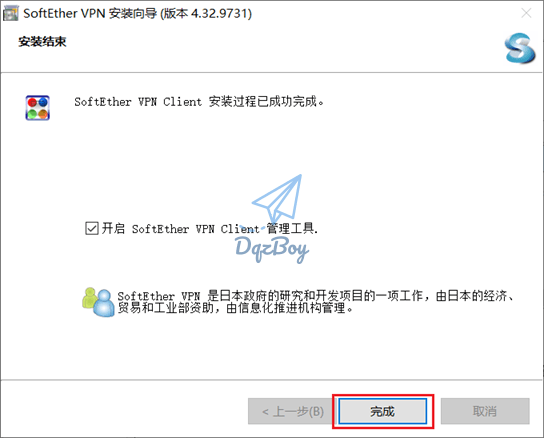 SoftEther VPN 安装向导 (版本 4.32.9731)
安装结束
SoftEther VPN Client 安装过程已成功完成。
开启 SoftEther VPN Client 管理工具.
DqzBoy
SoftEther VPN 是日本政府的研究和开发项目的一项工作，由日本的经济、
贸易和工业部资助，由信息化推进机构管理。
< 上一步(B)
完成
取消